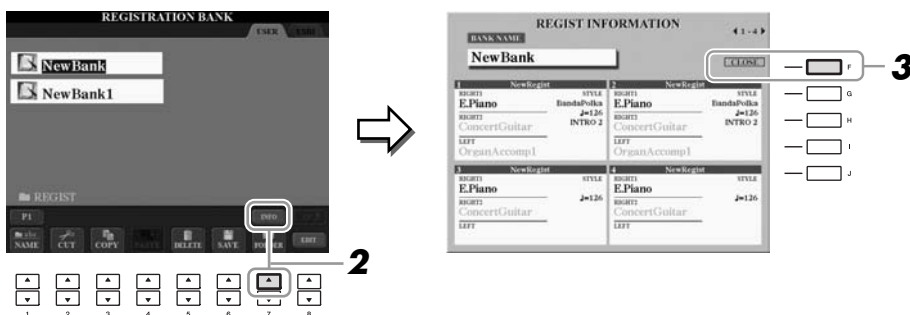 REGISTRATION BANK
USER
NewBank
NewBank1
REGIST
P1
INFO
NAME CUT COPY PASTE DELETE SAVE FOLDER EDIT
1 2 3 4 5 6 7 8
2
REGIST INFORMATION
BANK NAME
1-4
NewBank
CLOSE
F
3
G
H
I
J
1 NewRegist
RIGHT1 STYLE
E.Piano BandaPolka
♩=126
RIGHT2 INTRO 2
ConcertGuitar
LEFT
OrganAccomp1
2 NewRegist
RIGHT1 STYLE
E.Piano BandaPolka
♩=126
RIGHT2 INTRO 2
ConcertGuitar
LEFT
OrganAccomp1
3 NewRegist
RIGHT1 STYLE
E.Piano
RIGHT2 ♩=126
ConcertGuitar
LEFT
4 NewRegist
RIGHT1 STYLE
E.Piano
RIGHT2 ♩=126
ConcertGuitar
LEFT